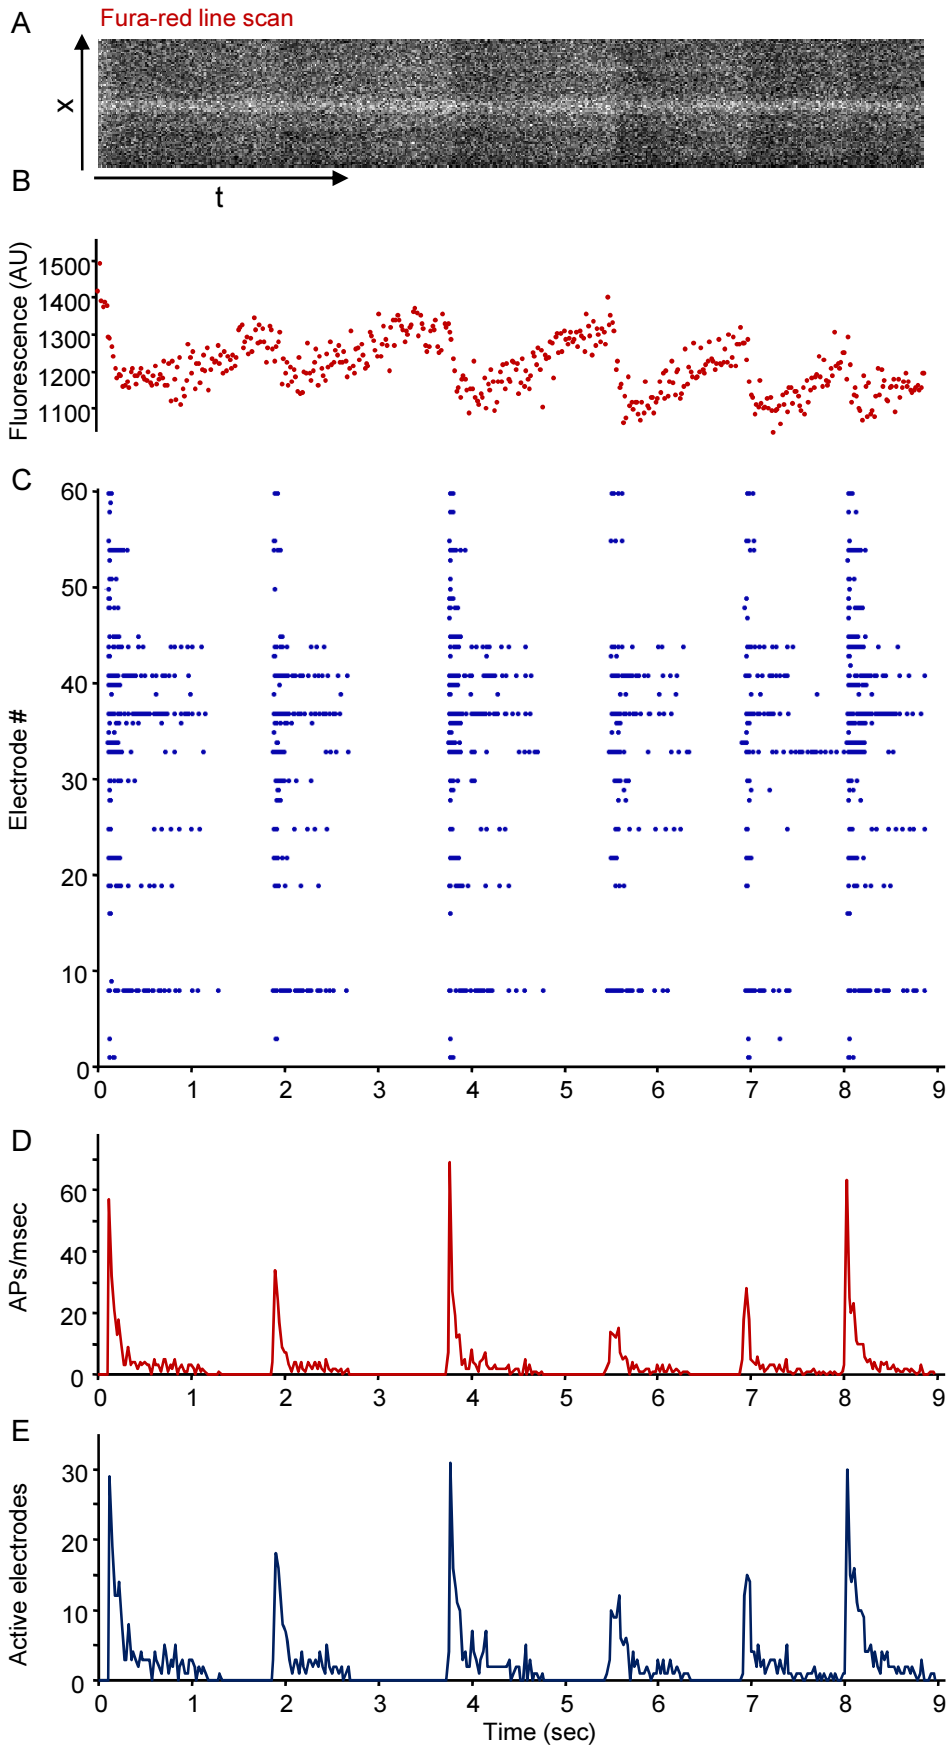 A
Fura-red line scan
x
t
B
Fluorescence (AU)
1500
1400
1300
1200
1100
C
Electrode #
60
50
40
30
20
10
0
0 1 2 3 4 5 6 7 8 9
D
APs/msec
60
40
20
0
0 1 2 3 4 5 6 7 8 9
E
Active electrodes
30
20
10
0
0 1 2 3 4 5 6 7 8 9
Time (sec)